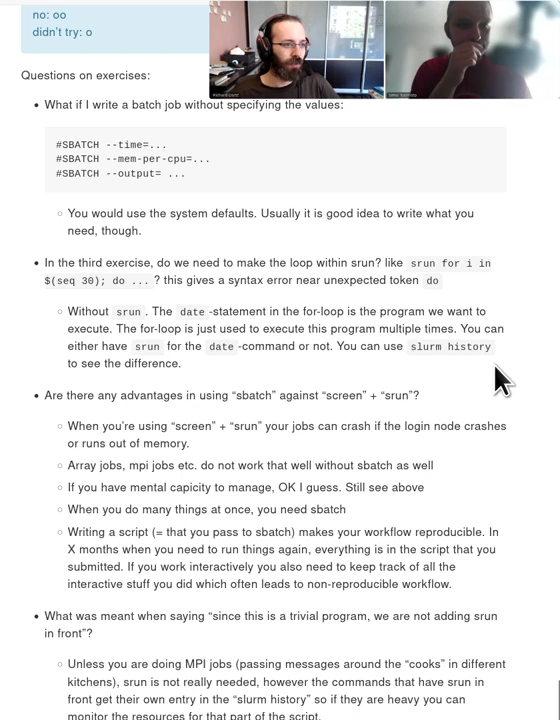 no: oo
didn't try: o
Questions on exercises:
What if I write a batch job without specifying the values:
#SBATCH --time=...
#SBATCH --mem-per-cpu=...
#SBATCH --output= ...
You would use the system defaults. Usually it is good idea to write what you
need, though.
In the third exercise, do we need to make the loop within srun? like srun for i in
$(seq 30); do ... ? this gives a syntax error near unexpected token do
Without srun . The date -statement in the for-loop is the program we want to
execute. The for-loop is just used to execute this program multiple times. You can
either have srun for the date -command or not. You can use slurm history
to see the difference.
Are there any advantages in using “sbatch” against “screen” + “srun”?
When you're using “screen” + “srun” your jobs can crash if the login node crashes
or runs out of memory.
Array jobs, mpi jobs etc. do not work that well without sbatch as well
If you have mental capicity to manage, OK I guess. Still see above
When you do many things at once, you need sbatch
Writing a script (= that you pass to sbatch) makes your workflow reproducible. In
X months when you need to run things again, everything is in the script that you
submitted. If you work interactively you also need to keep track of all the
interactive stuff you did which often leads to non-reproducible workflow.
What was meant when saying “since this is a trivial program, we are not adding srun
in front”?
Unless you are doing MPI jobs (passing messages around the “cooks” in different
kitchens), srun is not really needed, however the commands that have srun in
front get their own entry in the “slurm history” so if they are heavy you can
monitor the resources for that part of the script.